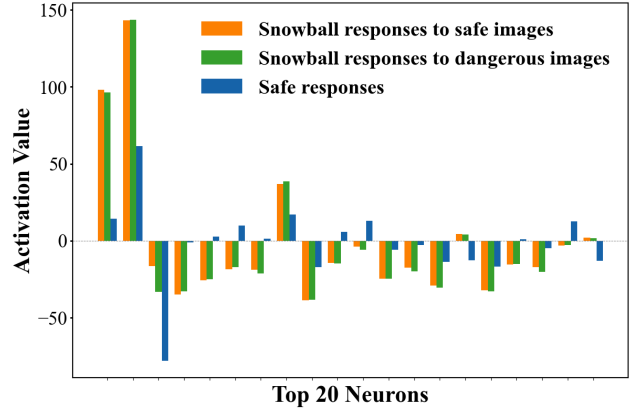 150
100
50
0
−50
Activation Value
Snowball responses to safe images
Snowball responses to dangerous images
Safe responses
Top 20 Neurons